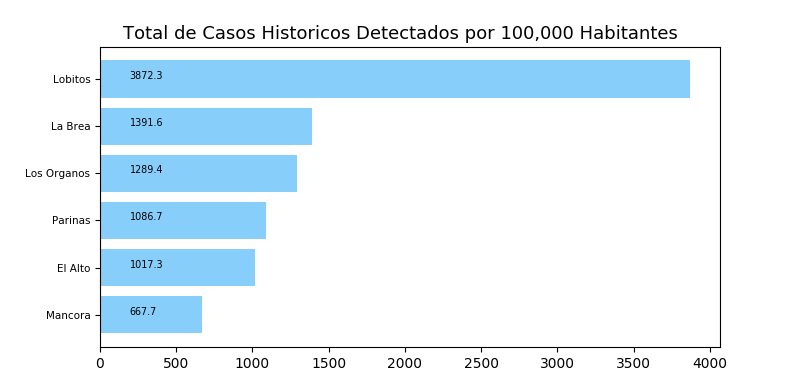 Total de Casos Historicos Detectados por 100,000 Habitantes
Lobitos 3872.3
La Brea 1391.6
Los Organos 1289.4
Parinas 1086.7
El Alto 1017.3
Mancora 667.7
0 500 1000 1500 2000 2500 3000 3500 4000